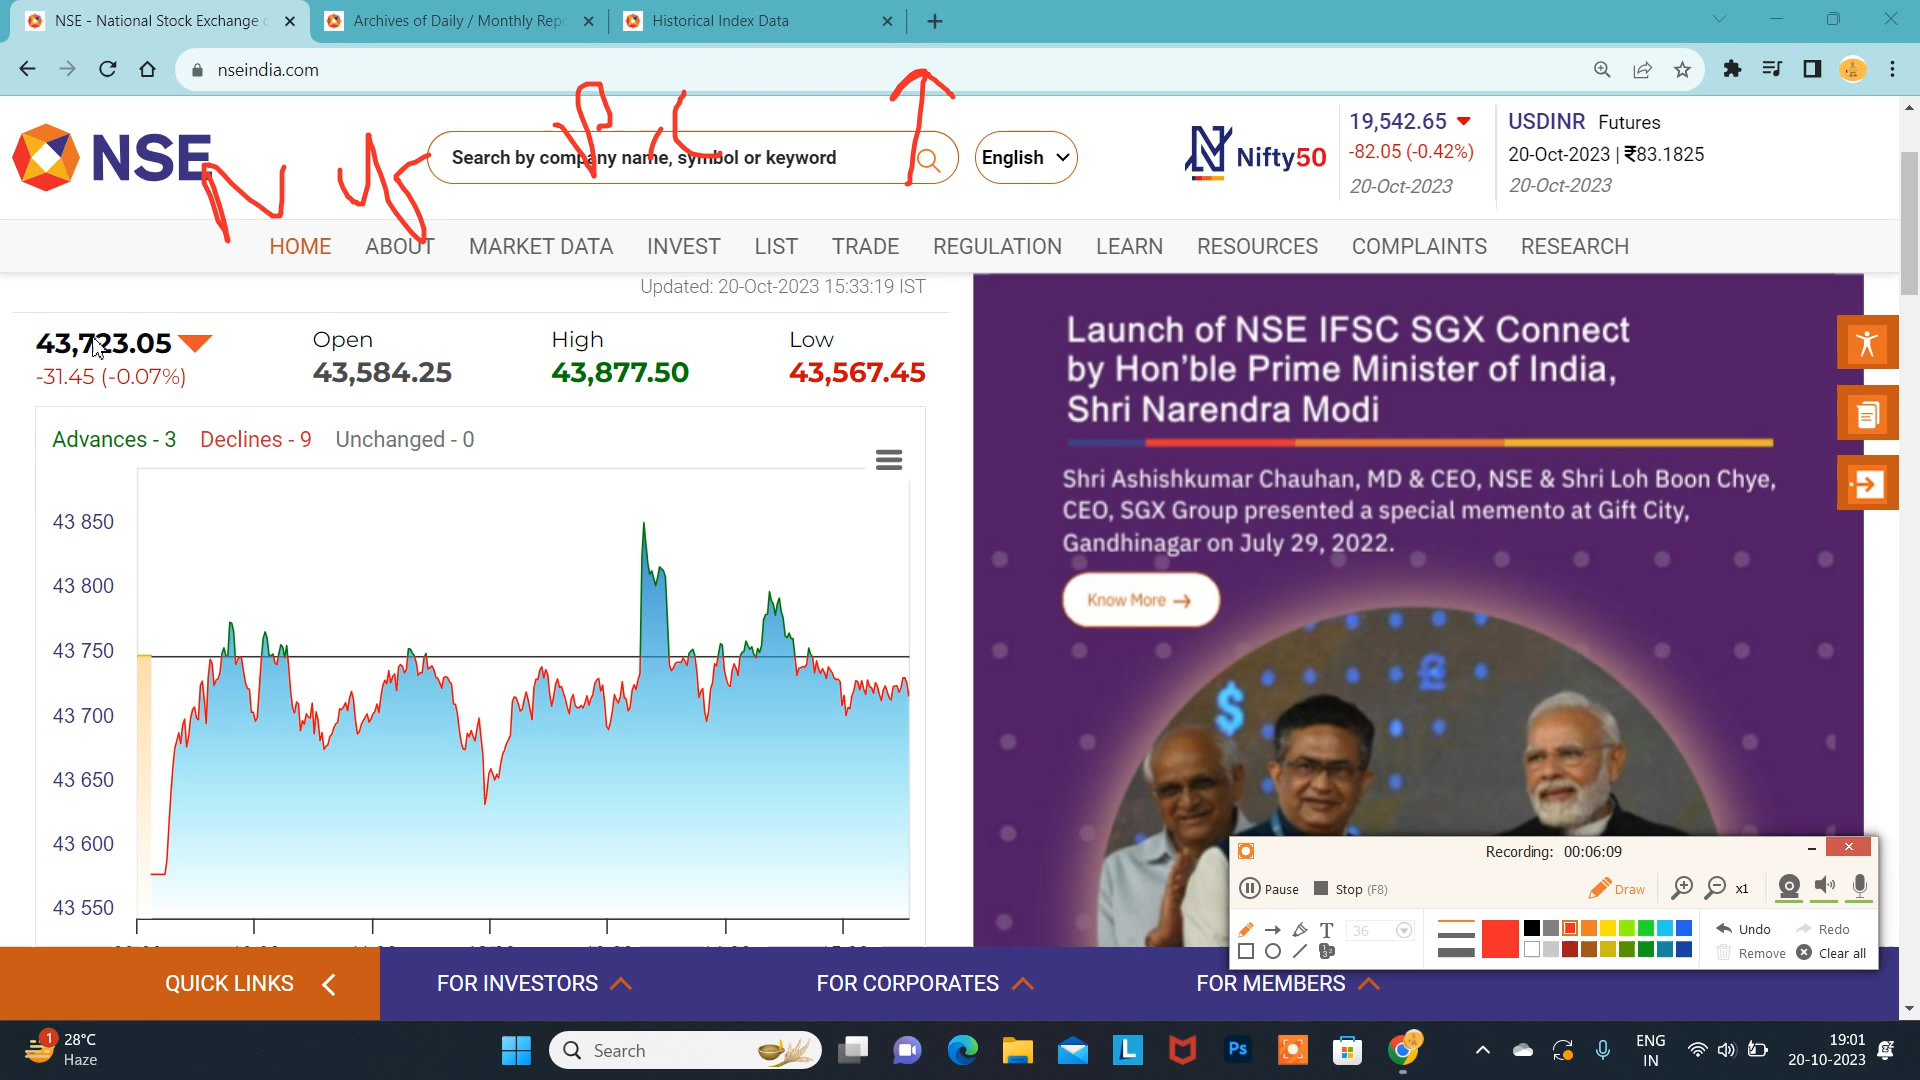 NSE - National Stock Exchange
Archives of Daily / Monthly Rep
Historical Index Data
nseindia.com
NSE
Search by company name, symbol or keyword
English
Nifty50
19,542.65
-82.05 (-0.42%)
20-Oct-2023
USDINR Futures
20-Oct-2023 | ₹83.1825
20-Oct-2023
HOME ABOUT MARKET DATA INVEST LIST TRADE REGULATION LEARN RESOURCES COMPLAINTS RESEARCH
Updated: 20-Oct-2023 15:33:19 IST
43,723.05
-31.45 (-0.07%)
Open
43,584.25
High
43,877.50
Low
43,567.45
Advances - 3 Declines - 9 Unchanged - 0
43 850
43 800
43 750
43 700
43 650
43 600
43 550
Launch of NSE IFSC SGX Connect
by Hon'ble Prime Minister of India,
Shri Narendra Modi
Shri Ashishkumar Chauhan, MD & CEO, NSE & Shri Loh Boon Chye,
CEO, SGX Group presented a special memento at Gift City,
Gandhinagar on July 29, 2022.
Know More →
$
£
Recording: 00:06:09
Pause Stop (F8) Draw x1
T 36 Undo Redo
Remove Clear all
QUICK LINKS FOR INVESTORS FOR CORPORATES FOR MEMBERS
1
28°C
Haze
Search
L
Ps
ENG
IN
19:01
20-10-2023